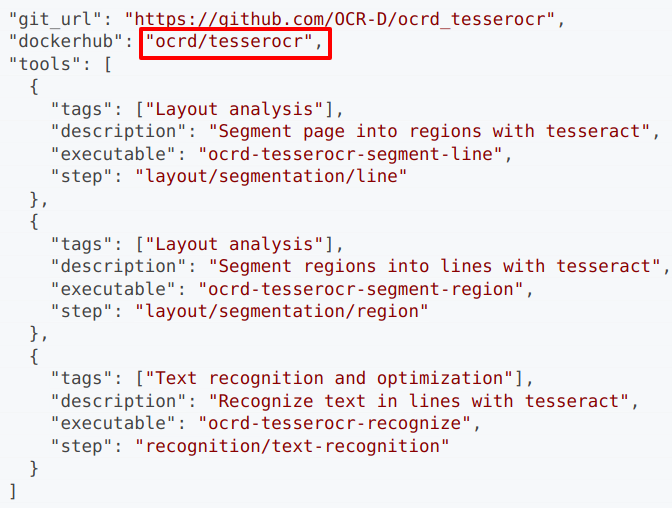 "git_url": "https://github.com/OCR-D/ocrd_tesserocr",
"dockerhub": "ocrd/tesserocr",
"tools": [
  {
    "tags": ["Layout analysis"],
    "description": "Segment page into regions with tesseract",
    "executable": "ocrd-tesserocr-segment-line",
    "step": "layout/segmentation/line"
  },
  {
    "tags": ["Layout analysis"],
    "description": "Segment regions into lines with tesseract",
    "executable": "ocrd-tesserocr-segment-region",
    "step": "layout/segmentation/region"
  },
  {
    "tags": ["Text recognition and optimization"],
    "description": "Recognize text in lines with tesseract",
    "executable": "ocrd-tesserocr-recognize",
    "step": "recognition/text-recognition"
  }
]